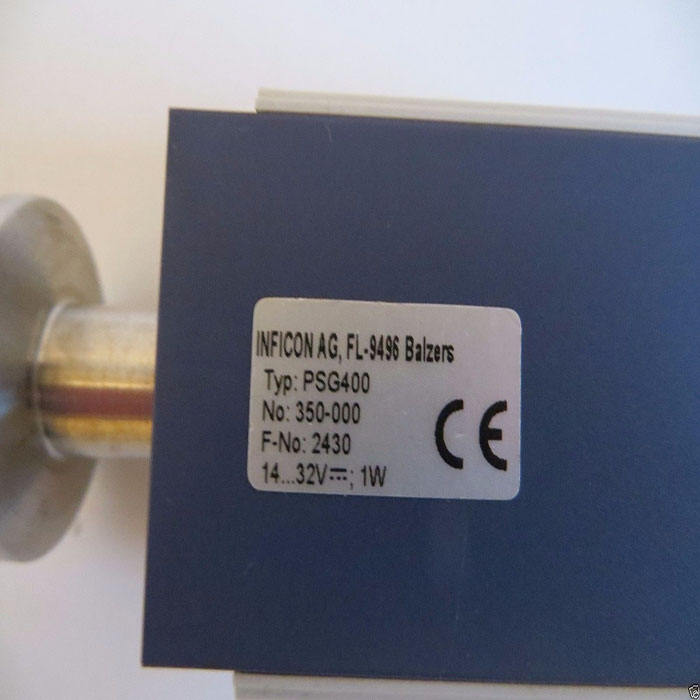 INFICON AG, FL-9496 Balzers
Typ: PSG400
No: 350-000
F-No: 2430
14...32V⎓; 1W
CE